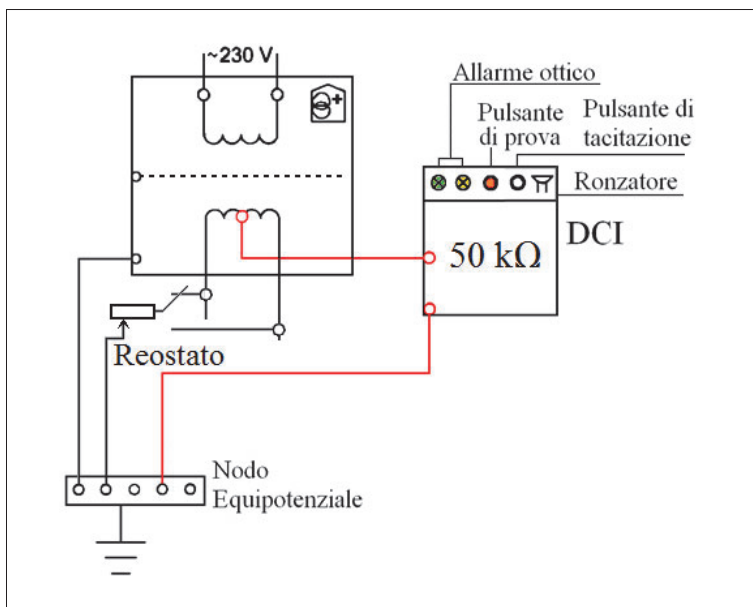 ~230 V
Allarme ottico
Pulsante
di prova
Pulsante di
tacitazione
Ronzatore
DCI
50 kΩ
Reostato
Nodo
Equipotenziale